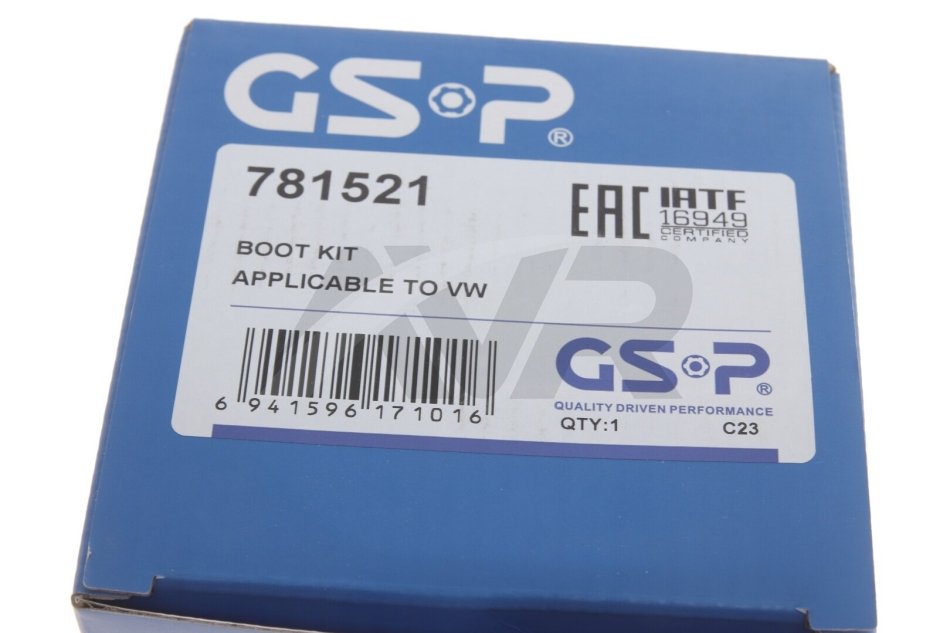 GSP®
781521
EAC
IATF
16949
CERTIFIED
COMPANY
BOOT KIT
APPLICABLE TO VW
VR
6 941596 171016
GSP®
QUALITY DRIVEN PERFORMANCE
QTY:1 C23